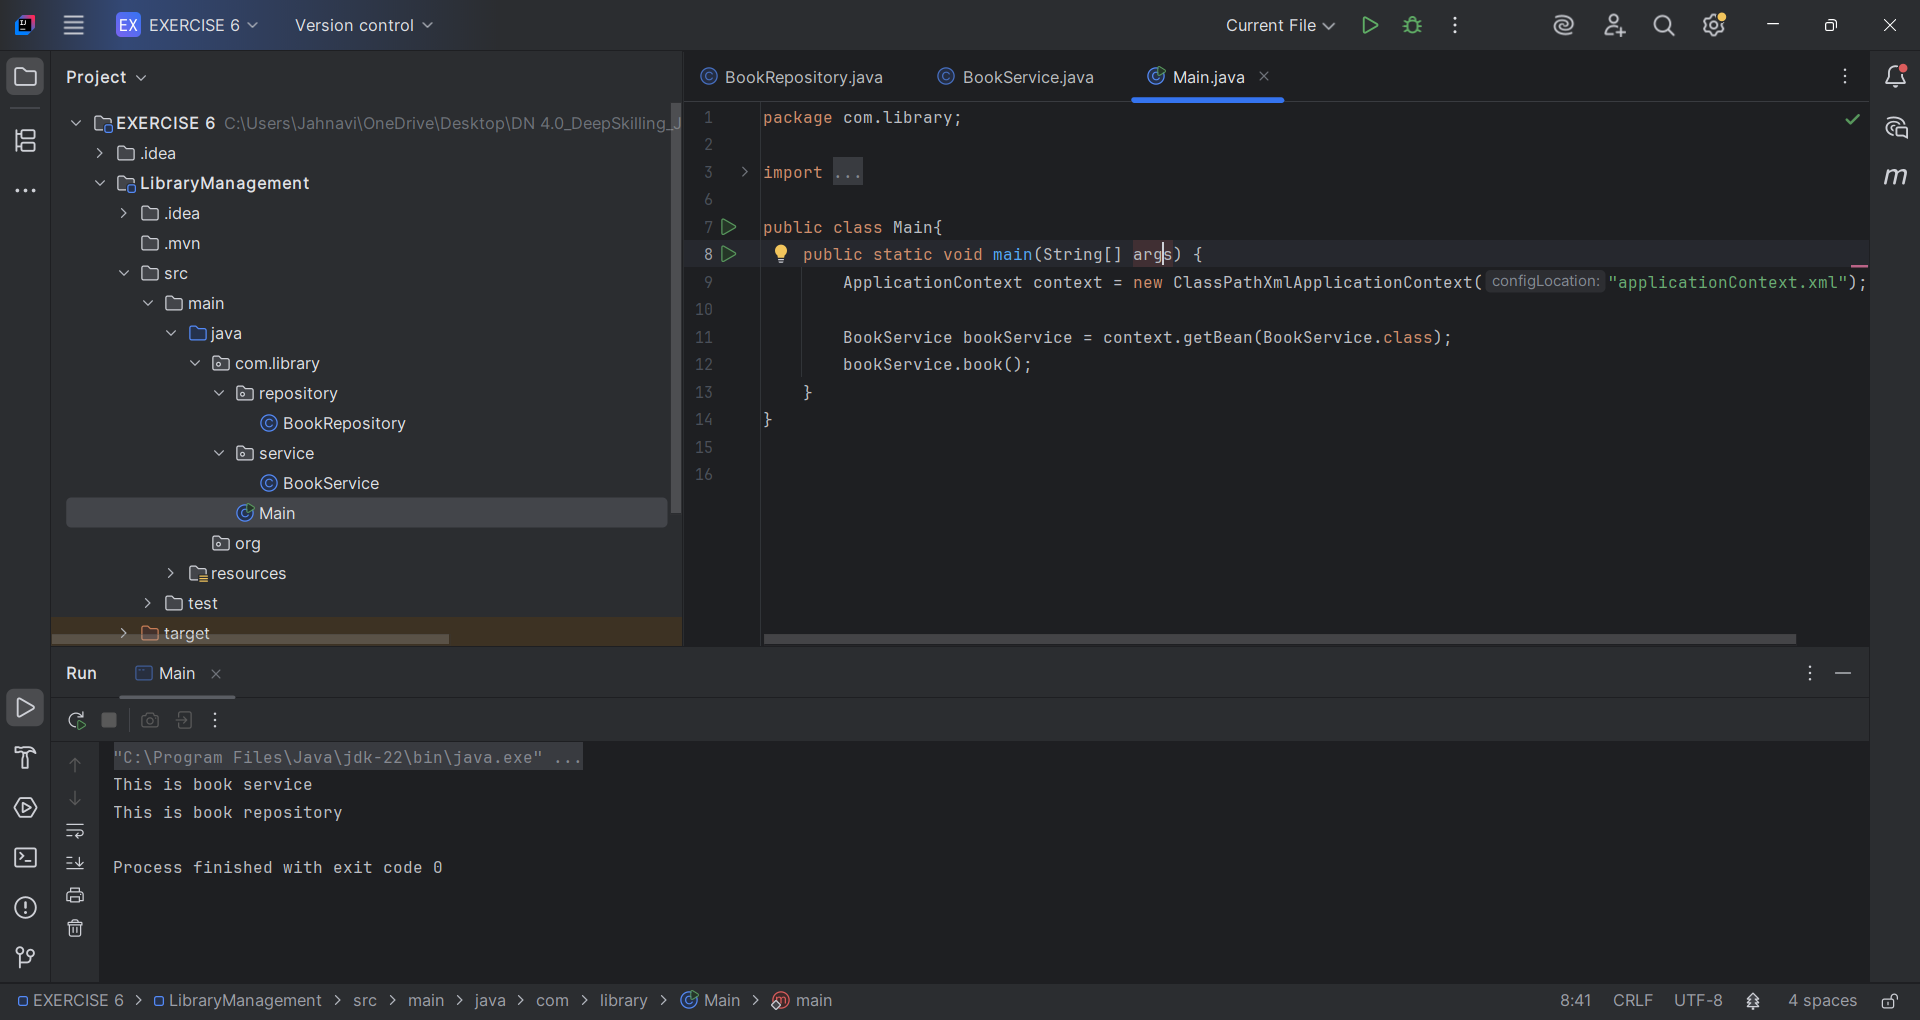 EX EXERCISE 6 Version control Current File
Project
EXERCISE 6 C:\Users\Jahnavi\OneDrive\Desktop\DN 4.0_DeepSkilling_J
.idea
LibraryManagement
.idea
.mvn
src
main
java
com.library
repository
BookRepository
service
BookService
Main
org
resources
test
target
BookRepository.java BookService.java Main.java
1 package com.library;
2
3 import ...
6
7 public class Main{
8 public static void main(String[] args) {
9 ApplicationContext context = new ClassPathXmlApplicationContext( configLocation: "applicationContext.xml");
10
11 BookService bookService = context.getBean(BookService.class);
12 bookService.book();
13 }
14 }
15
16
m
Run Main
"C:\Program Files\Java\jdk-22\bin\java.exe" ...
This is book service
This is book repository
Process finished with exit code 0
EXERCISE 6 > LibraryManagement > src > main > java > com > library > Main > main 8:41 CRLF UTF-8 4 spaces